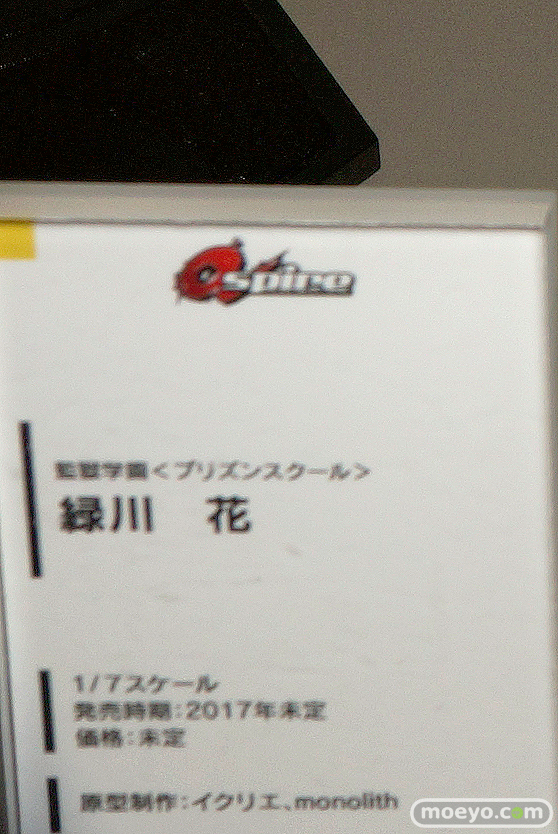 espire
監獄学園＜プリズンスクール＞
緑川　花
1/7スケール
発売時期：2017年未定
価格：未定
原型制作：イクリエ、monolith
moeyo.com